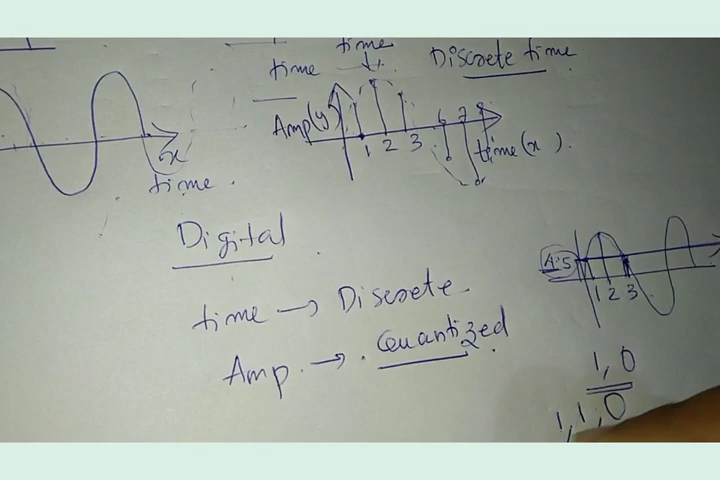 time
time
Discrete time
Amp(y)
1 2 3
6 7 8
time(x).
x
time.
Digital
time → Discrete.
Amp. → . Quantized.
A.5
1 2 3
1,0
1,1,0